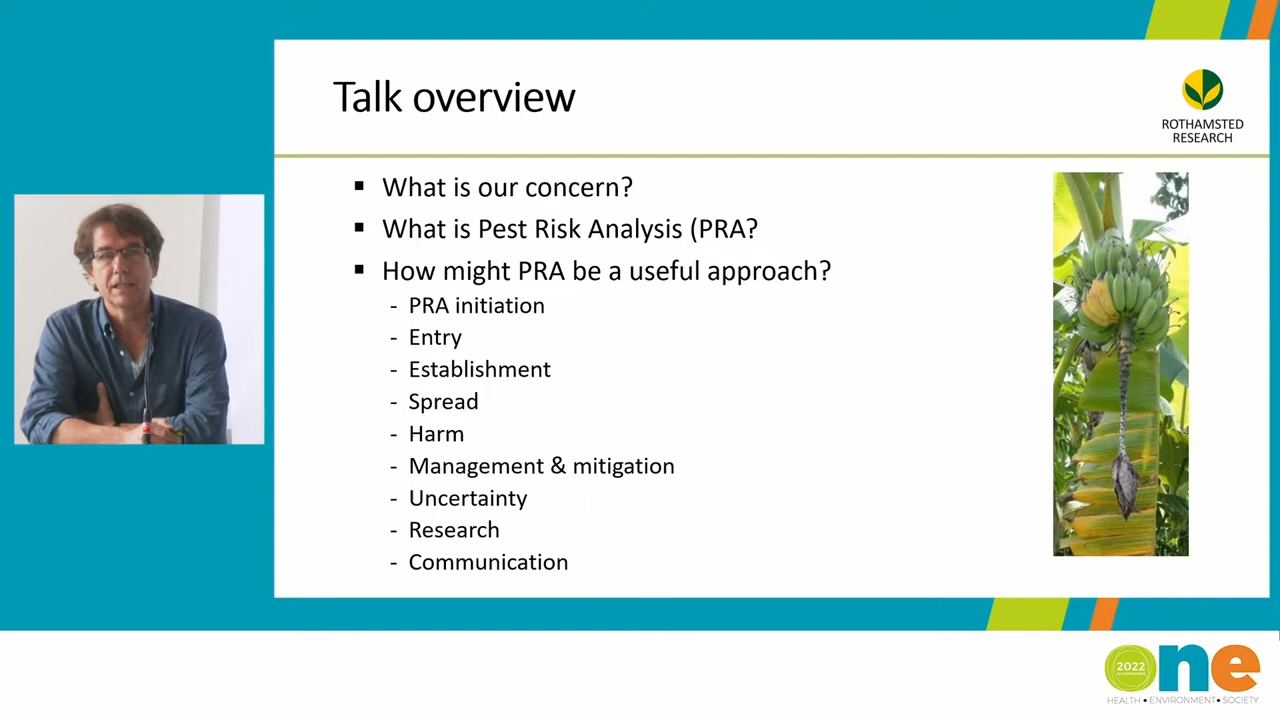 Talk overview
ROTHAMSTED
RESEARCH
▪ What is our concern?
▪ What is Pest Risk Analysis (PRA?
▪ How might PRA be a useful approach?
- PRA initiation
- Entry
- Establishment
- Spread
- Harm
- Management & mitigation
- Uncertainty
- Research
- Communication
2022
one
HEALTH • ENVIRONMENT • SOCIETY